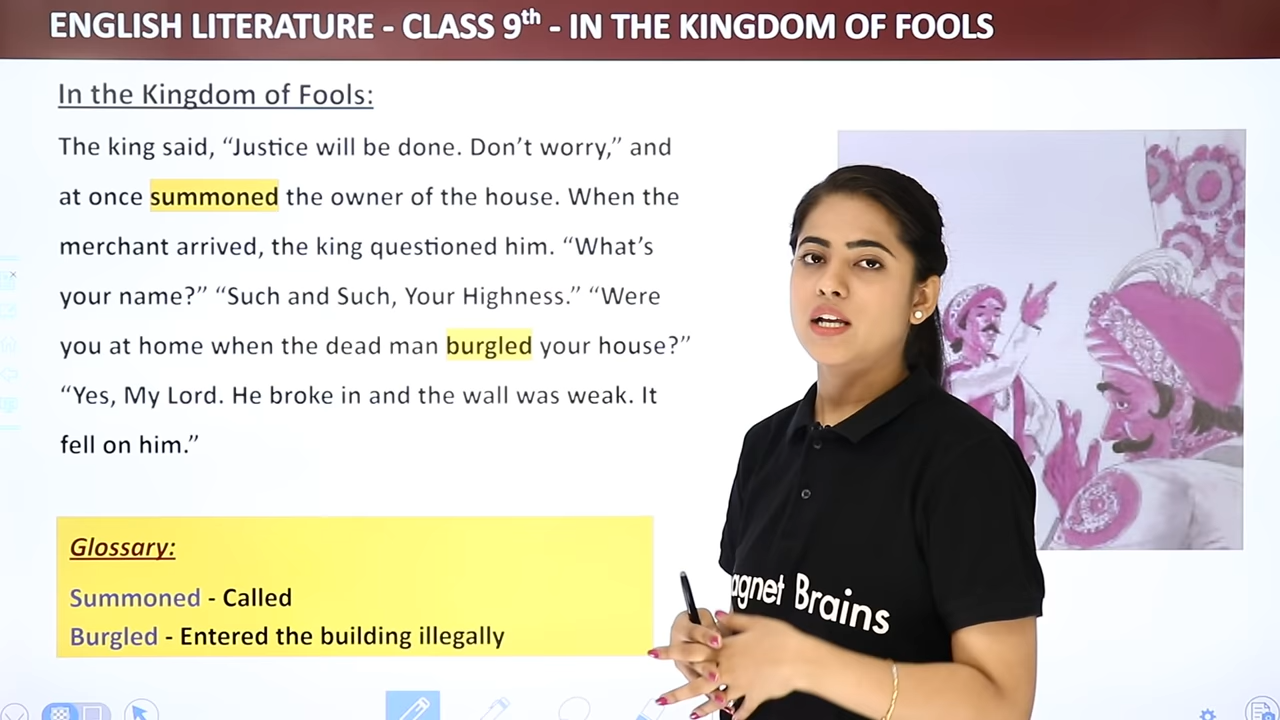 ENGLISH LITERATURE - CLASS 9th - IN THE KINGDOM OF FOOLS
In the Kingdom of Fools:
The king said, “Justice will be done. Don’t worry,” and
at once summoned the owner of the house. When the
merchant arrived, the king questioned him. “What’s
your name?” “Such and Such, Your Highness.” “Were
you at home when the dead man burgled your house?”
“Yes, My Lord. He broke in and the wall was weak. It
fell on him.”
Glossary:
Summoned - Called
Burgled - Entered the building illegally
agnet Brains